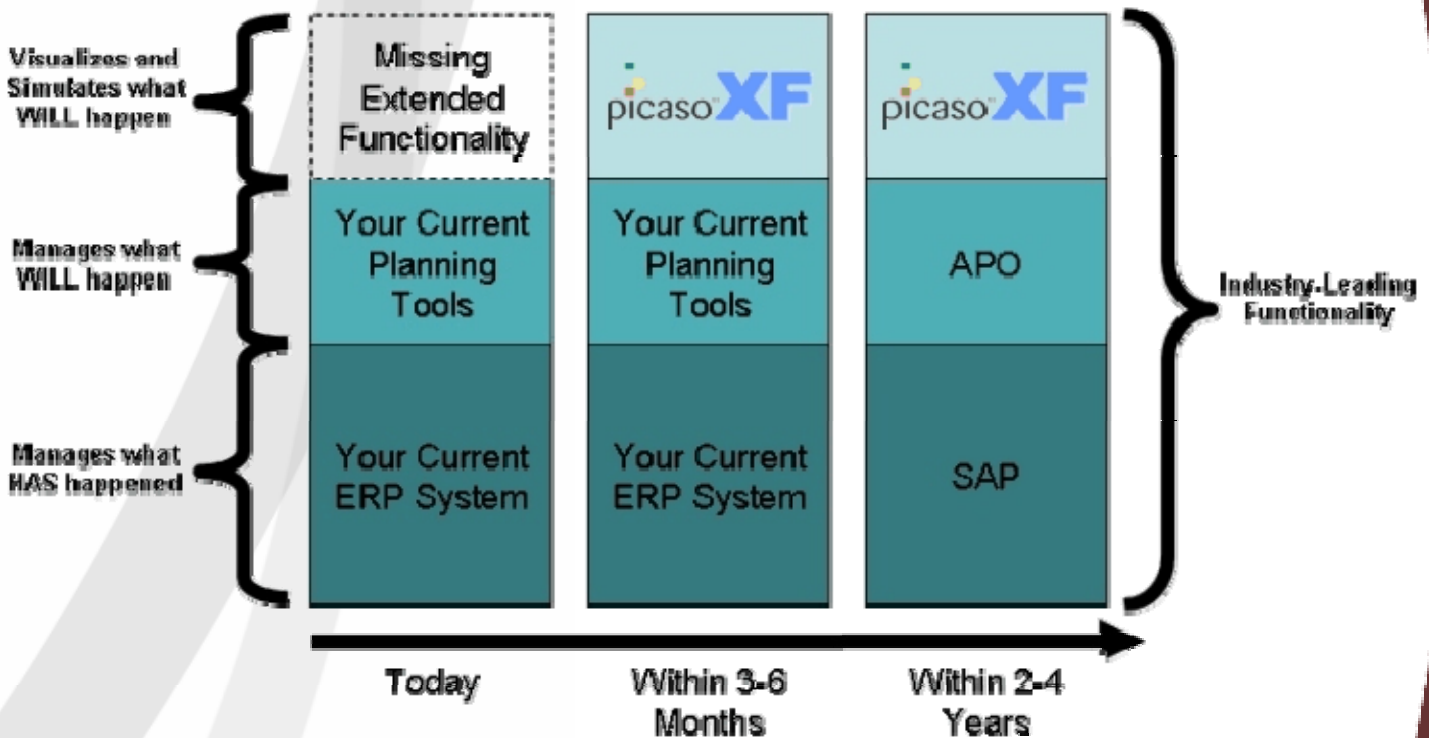 Visualizes and
Simulates what
WILL happen
Missing
Extended
Functionality
picaso™ XF
picaso™ XF
Manages what
WILL happen
Your Current
Planning
Tools
Your Current
Planning
Tools
APO
Industry-Leading
Functionality
Manages what
HAS happened
Your Current
ERP System
Your Current
ERP System
SAP
Today
Within 3-6
Months
Within 2-4
Years